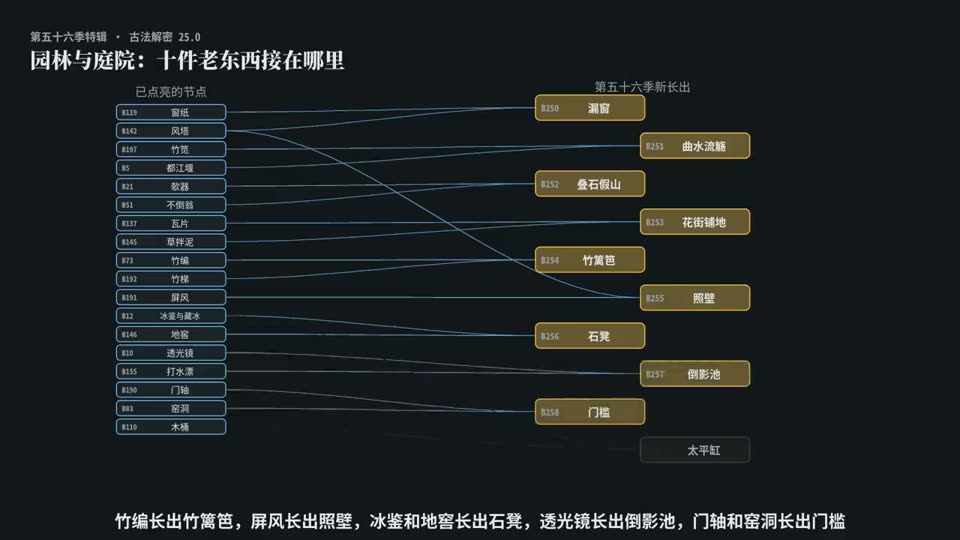 第五十六季特辑 · 古法解密 25.0
园林与庭院：十件老东西接在哪里
已点亮的节点
第五十六季新长出
B119 窗纸
B142 风塔
B197 竹笕
B5 都江堰
B21 欹器
B51 不倒翁
B137 瓦片
B145 草拌泥
B73 竹编
B192 竹梯
B191 屏风
B12 冰鉴与藏冰
B146 地窖
B10 透光镜
B155 打水漂
B190 门轴
B83 窑洞
B110 木桶
B250 漏窗
B251 曲水流觞
B252 叠石假山
B253 花街铺地
B254 竹篱笆
B255 照壁
B256 石凳
B257 倒影池
B258 门槛
太平缸
竹编长出竹篱笆，屏风长出照壁，冰鉴和地窖长出石凳，透光镜长出倒影池，门轴和窑洞长出门槛